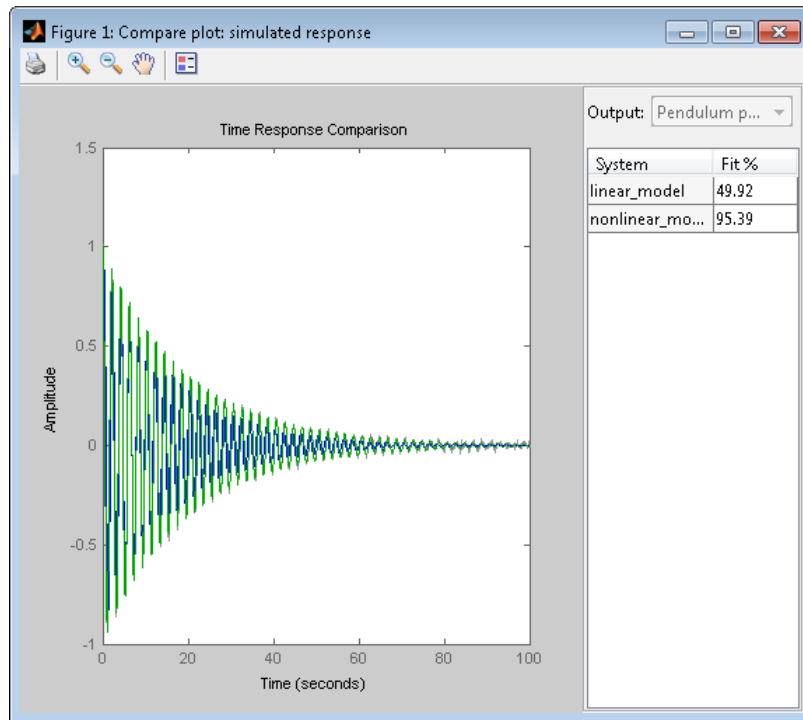 Figure 1: Compare plot: simulated response
Time Response Comparison
1.5
1
0.5
0
-0.5
-1
0
20
40
60
80
100
Amplitude
Time (seconds)
Output: Pendulum p...
System Fit %
linear_model 49.92
nonlinear_mo... 95.39